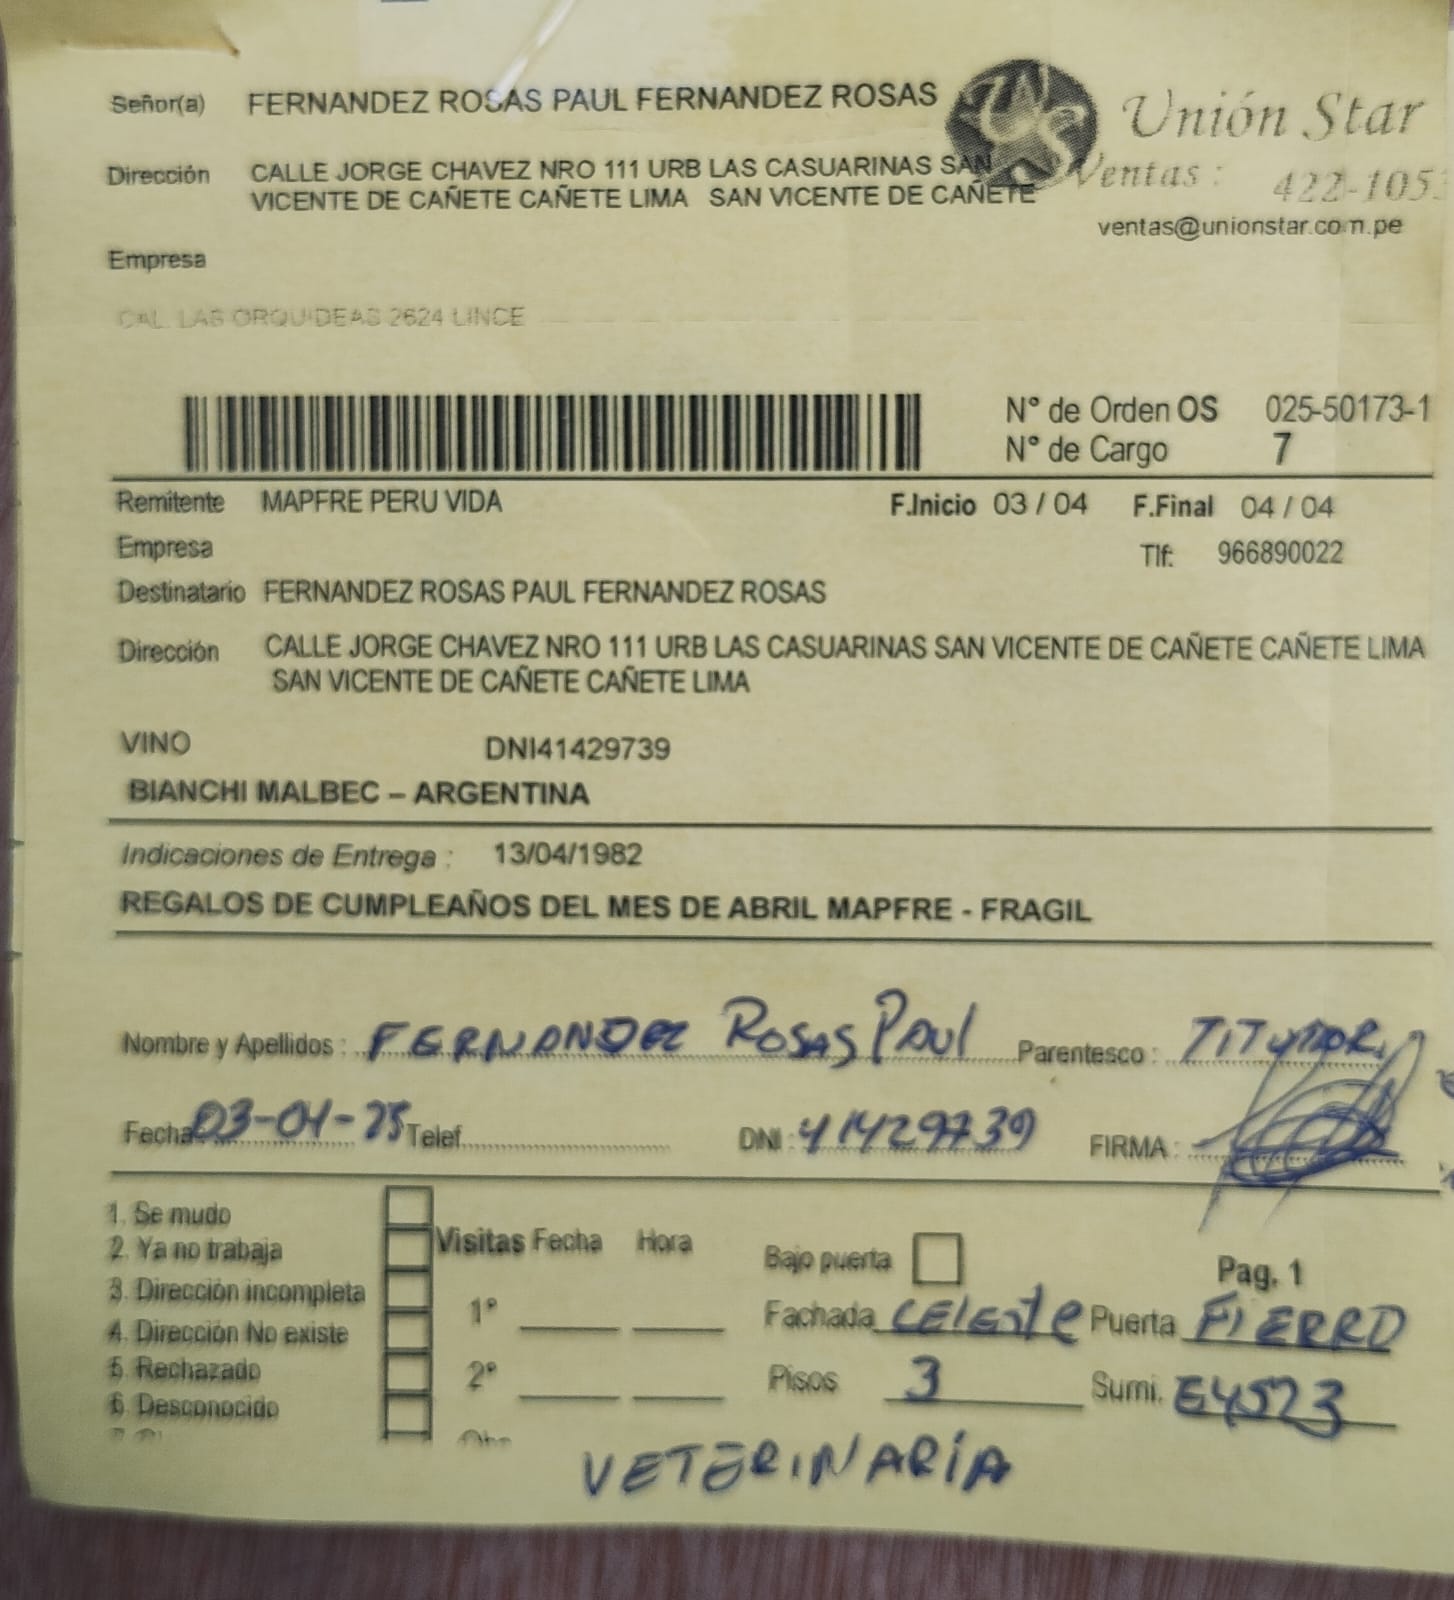 Señor(a) FERNANDEZ ROSAS PAUL FERNANDEZ ROSAS
UNS Unión Star
Dirección CALLE JORGE CHAVEZ NRO 111 URB LAS CASUARINAS SAN
VICENTE DE CAÑETE CAÑETE LIMA SAN VICENTE DE CAÑETE
Ventas : 422-105
ventas@unionstar.com.pe
Empresa
CAL. LAS ORQUIDEAS 2624 LINCE
N° de Orden OS 025-50173-1
N° de Cargo 7
Remitente MAPFRE PERU VIDA F.Inicio 03 / 04 F.Final 04 / 04
Empresa Tlf: 966890022
Destinatario FERNANDEZ ROSAS PAUL FERNANDEZ ROSAS
Dirección CALLE JORGE CHAVEZ NRO 111 URB LAS CASUARINAS SAN VICENTE DE CAÑETE CAÑETE LIMA
SAN VICENTE DE CAÑETE CAÑETE LIMA
VINO DNI41429739
BIANCHI MALBEC – ARGENTINA
Indicaciones de Entrega : 13/04/1982
REGALOS DE CUMPLEAÑOS DEL MES DE ABRIL MAPFRE - FRAGIL
Nombre y Apellidos : FERNANDEZ ROSAS PAUL Parentesco : TITULAR
Fecha 03-04-25 Telef. DNI : 41429739 FIRMA :
1. Se mudo
2. Ya no trabaja Visitas Fecha Hora Bajo puerta Pag. 1
3. Dirección incompleta 1° Fachada CELESTE Puerta FIERRO
4. Dirección No existe
5. Rechazado 2° Pisos 3 Sumi. E4523
6. Desconocido
VETERINARIA